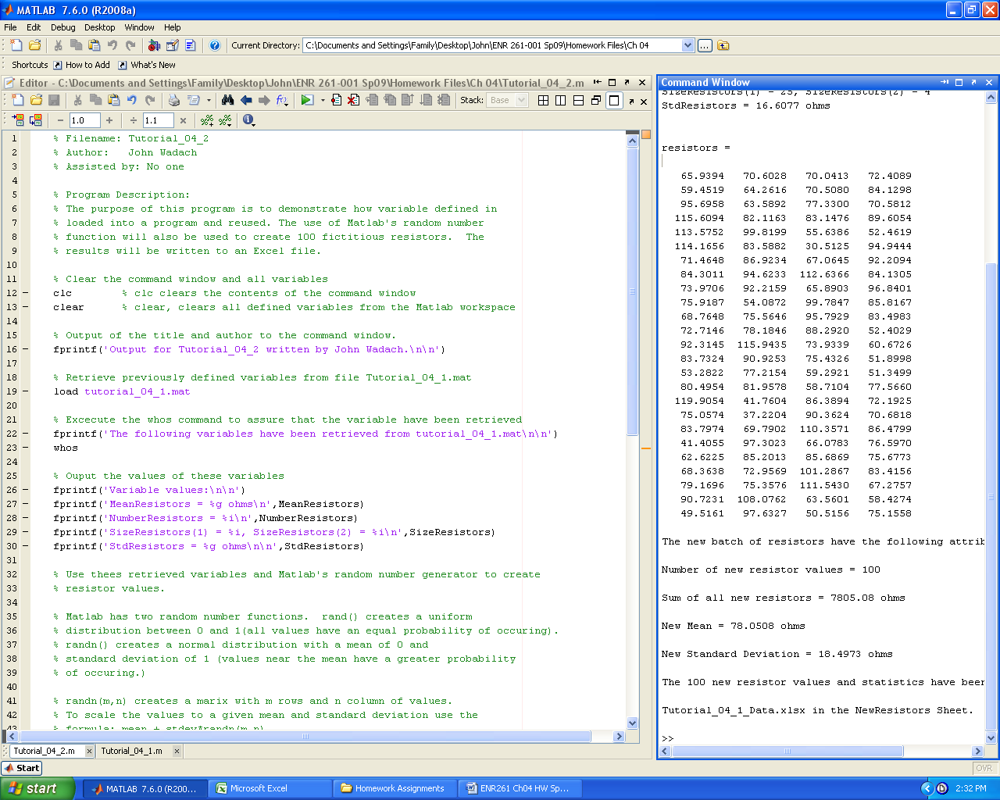 MATLAB 7.6.0 (R2008a)
File Edit Debug Desktop Window Help
Current Directory: C:\Documents and Settings\Family\Desktop\John\ENR 261-001 Sp09\Homework Files\Ch 04
Shortcuts How to Add What's New
Editor - C:\Documents and Settings\Family\Desktop\John\ENR 261-001 Sp09\Homework Files\Ch 04\Tutorial_04_2.m
Stack: Base
− 1.0 + ÷ 1.1 ×
1 % Filename: Tutorial_04_2
2 % Author:   John Wadach
3 % Assisted by: No one
4
5 % Program Description:
6 % The purpose of this program is to demonstrate how variable defined in
7 % loaded into a program and reused. The use of Matlab's random number
8 % function will also be used to create 100 fictitious resistors.  The
9 % results will be written to an Excel file.
10
11 % Clear the command window and all variables
12 – clc        % clc clears the contents of the command window
13 – clear      % clear, clears all defined variables from the Matlab workspace
14
15 % Output of the title and author to the command window.
16 – fprintf('Output for Tutorial_04_2 written by John Wadach.\n\n')
17
18 % Retrieve previously defined variables from file Tutorial_04_1.mat
19 – load tutorial_04_1.mat
20
21 % Excecute the whos command to assure that the variable have been retrieved
22 – fprintf('The following variables have been retrieved from tutorial_04_1.mat\n\n')
23 – whos
24
25 % Ouput the values of these variables
26 – fprintf('Variable values:\n\n')
27 – fprintf('MeanResistors = %g ohms\n',MeanResistors)
28 – fprintf('NumberResistors = %i\n',NumberResistors)
29 – fprintf('SizeResistors(1) = %i, SizeResistors(2) = %i\n',SizeResistors)
30 – fprintf('StdResistors = %g ohms\n\n',StdResistors)
31
32 % Use thees retrieved variables and Matlab's random number generator to create
33 % resistor values.
34
35 % Matlab has two random number functions.  rand() creates a uniform
36 % distribution between 0 and 1(all values have an equal probability of occuring).
37 % randn() creates a normal distribution with a mean of 0 and
38 % standard deviation of 1 (values near the mean have a greater probability
39 % of occuring.)
40
41 % randn(m,n) creates a marix with m rows and n column of values.
42 % To scale the values to a given mean and standard deviation use the
43 % formula: mean + stdev*randn(m,n)
Tutorial_04_2.m × Tutorial_04_1.m ×
Command Window
SizeResistors(1) = 25, SizeResistors(2) = 4
StdResistors = 16.6077 ohms
resistors =
65.9394 70.6028 70.0413 72.4089
59.4519 64.2616 70.5080 84.1298
95.6958 63.5892 77.3300 70.5812
115.6094 82.1163 83.1476 89.6054
113.5752 99.8199 55.6386 52.4619
114.1656 83.5882 30.5125 94.9444
71.4648 86.9234 67.0645 92.2094
84.3011 94.6233 112.6366 84.1305
73.9706 92.2159 65.8903 96.8401
75.9187 54.0872 99.7847 85.8167
68.7648 75.5646 95.7929 83.4983
72.7146 78.1846 88.2920 52.4029
92.3145 115.9435 73.9339 60.6726
83.7324 90.9253 75.4326 51.8998
53.2822 77.2154 59.2921 51.3499
80.4954 81.9578 58.7104 77.5660
119.9054 41.7604 86.3894 72.1925
75.0574 37.2204 90.3624 70.6818
83.7974 69.7902 110.3571 86.4799
41.4055 97.3023 66.0783 76.5970
62.6225 85.2013 85.6869 75.6773
68.3638 72.9569 101.2867 83.4156
79.1696 75.3576 111.5430 67.2757
90.7231 108.0762 63.5601 58.4274
49.5161 97.6327 50.5156 75.1558
The new batch of resistors have the following attrib
Number of new resistor values = 100
Sum of all new resistors = 7805.08 ohms
New Mean = 78.0508 ohms
New Standard Deviation = 18.4973 ohms
The 100 new resistor values and statistics have been
Tutorial_04_1_Data.xlsx in the NewResistors Sheet.
>>
Start
OVR
start MATLAB 7.6.0 (R200... Microsoft Excel Homework Assignments ENR261 Ch04 HW Sp... 2:32 PM